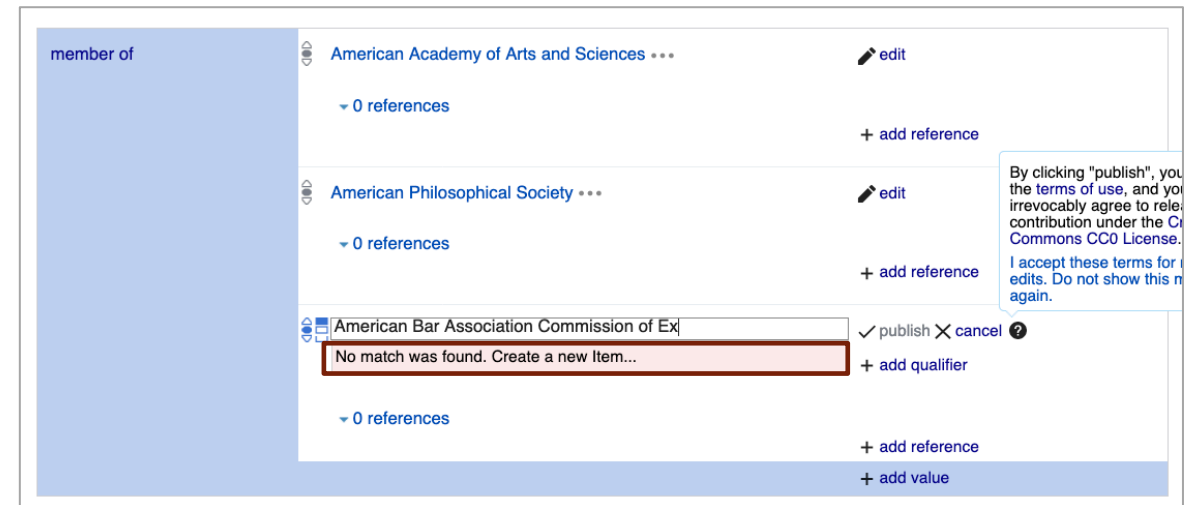 member of
American Academy of Arts and Sciences
edit
0 references
+ add reference
American Philosophical Society
edit
0 references
+ add reference
By clicking "publish", you
the terms of use, and you
irrevocably agree to rele
contribution under the Cr
Commons CC0 License.
I accept these terms for
edits. Do not show this
again.
American Bar Association Commission of Ex
publish cancel ?
No match was found. Create a new Item...
+ add qualifier
0 references
+ add reference
+ add value